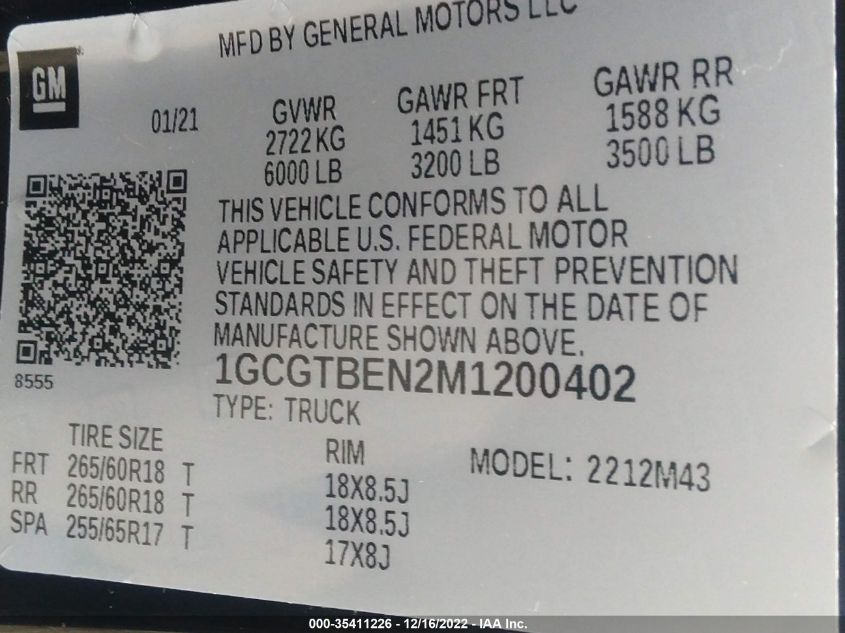 MFD BY GENERAL MOTORS LLC
GM
01/21
GVWR GAWR FRT GAWR RR
2722 KG 1451 KG 1588 KG
6000 LB 3200 LB 3500 LB
THIS VEHICLE CONFORMS TO ALL
APPLICABLE U.S. FEDERAL MOTOR
VEHICLE SAFETY AND THEFT PREVENTION
STANDARDS IN EFFECT ON THE DATE OF
MANUFACTURE SHOWN ABOVE.
8555
1GCGTBEN2M1200402
TYPE: TRUCK
TIRE SIZE RIM MODEL: 2212M43
FRT 265/60R18 T 18X8.5J
RR 265/60R18 T 18X8.5J
SPA 255/65R17 T 17X8J
000-35411226 - 12/16/2022 - IAA Inc.